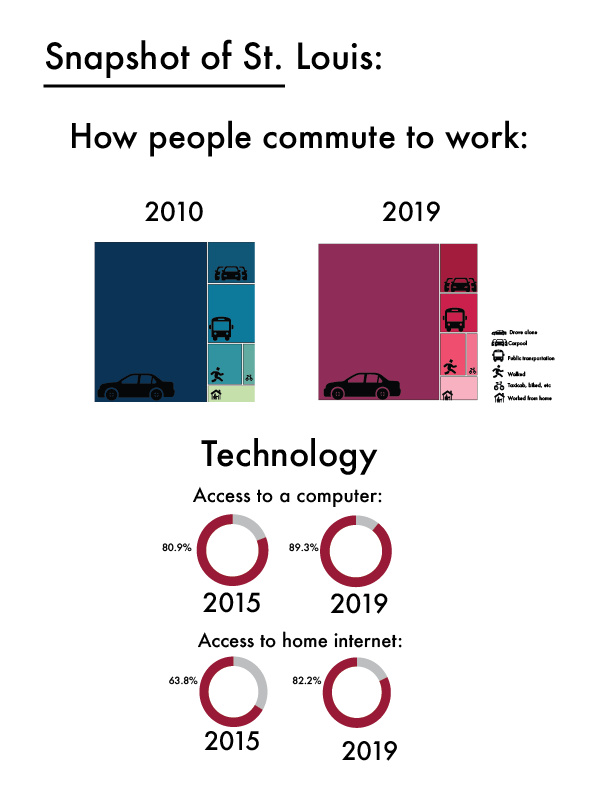 Snapshot of St. Louis:
How people commute to work:
2010 2019
Drove alone
Carpool
Public transportation
Walked
Taxicab, biked, etc
Worked from home
Technology
Access to a computer:
80.9% 89.3%
2015 2019
Access to home internet:
63.8% 82.2%
2015 2019